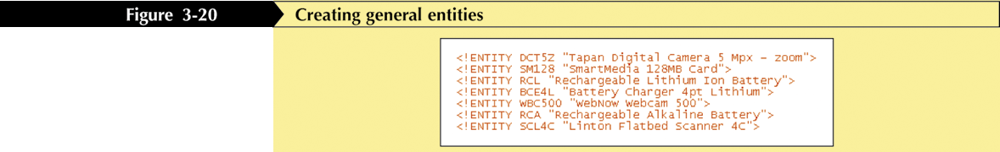 Figure 3-20 Creating general entities
<!ENTITY DCT5Z "Tapan Digital Camera 5 Mpx - zoom">
<!ENTITY SM128 "SmartMedia 128MB Card">
<!ENTITY RCL "Rechargeable Lithium Ion Battery">
<!ENTITY BCE4L "Battery Charger 4pt Lithium">
<!ENTITY WBC500 "WebNow Webcam 500">
<!ENTITY RCA "Rechargeable Alkaline Battery">
<!ENTITY SCL4C "Linton Flatbed Scanner 4C">